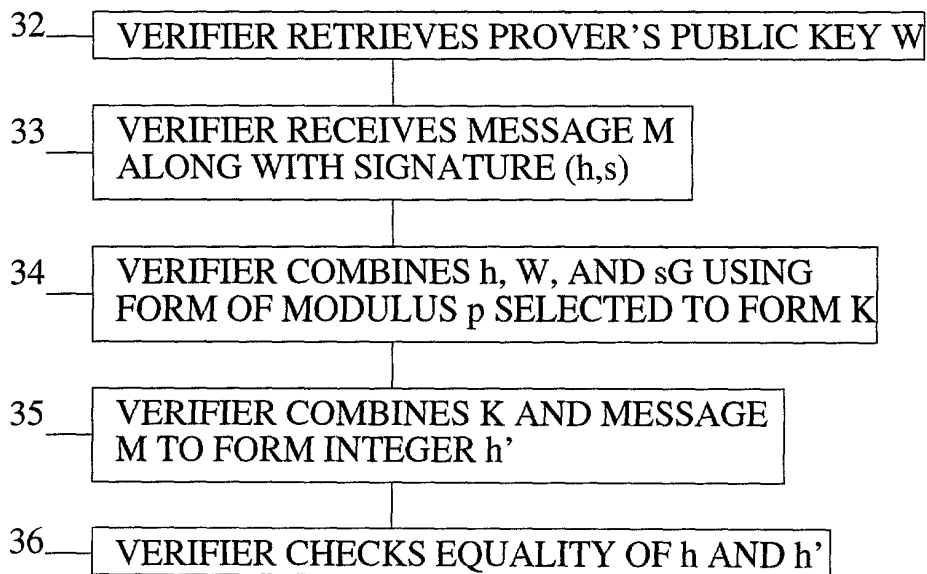 32 VERIFIER RETRIEVES PROVER'S PUBLIC KEY W
33 VERIFIER RECEIVES MESSAGE M
ALONG WITH SIGNATURE (h,s)
34 VERIFIER COMBINES h, W, AND sG USING
FORM OF MODULUS p SELECTED TO FORM K
35 VERIFIER COMBINES K AND MESSAGE
M TO FORM INTEGER h'
36 VERIFIER CHECKS EQUALITY OF h AND h'